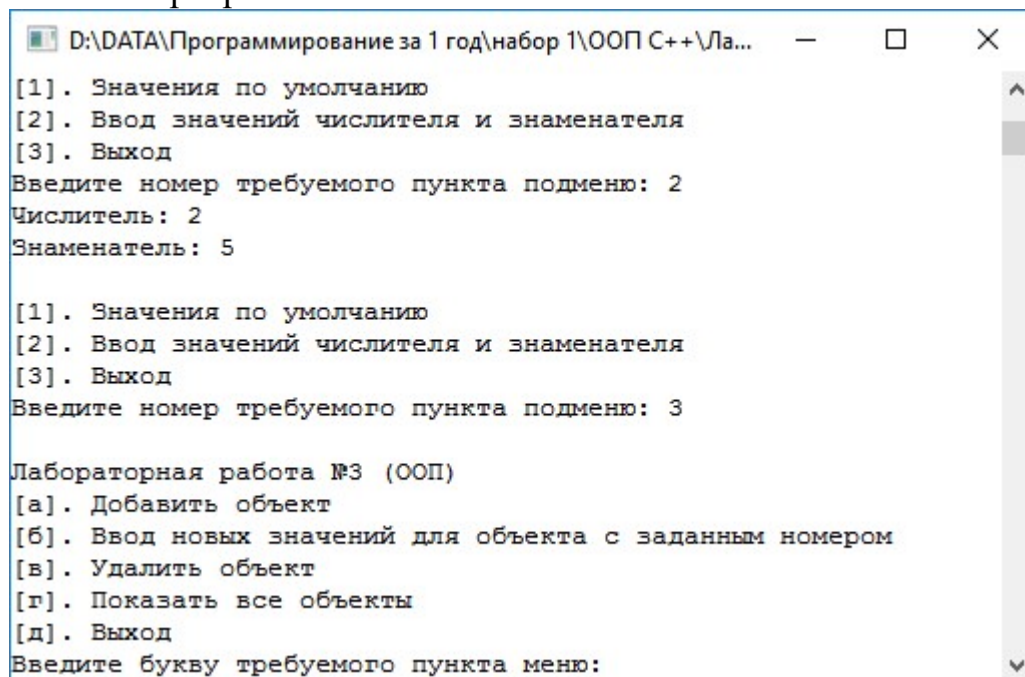 D:\DATA\Программирование за 1 год\набор 1\ООП C++\Ла...
[1]. Значения по умолчанию
[2]. Ввод значений числителя и знаменателя
[3]. Выход
Введите номер требуемого пункта подменю: 2
Числитель: 2
Знаменатель: 5
[1]. Значения по умолчанию
[2]. Ввод значений числителя и знаменателя
[3]. Выход
Введите номер требуемого пункта подменю: 3
Лабораторная работа №3 (ООП)
[а]. Добавить объект
[б]. Ввод новых значений для объекта с заданным номером
[в]. Удалить объект
[г]. Показать все объекты
[д]. Выход
Введите букву требуемого пункта меню: